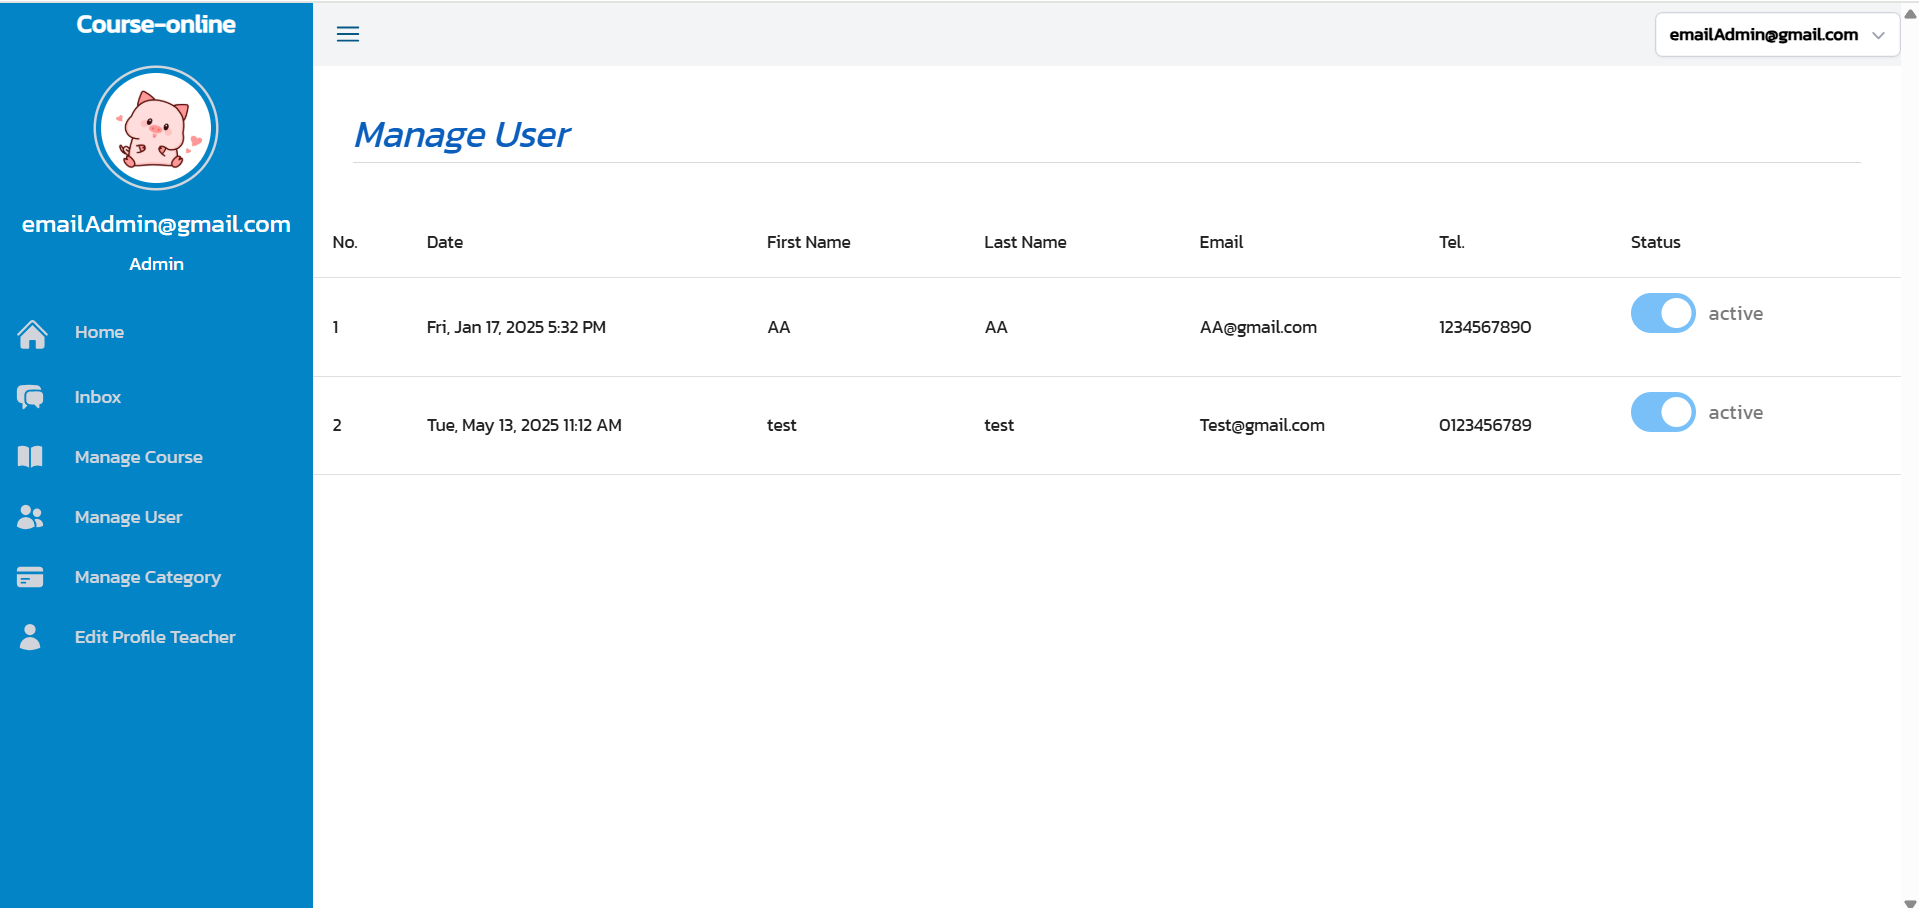 Course-online
emailAdmin@gmail.com
emailAdmin@gmail.com
Admin
Home
Inbox
Manage Course
Manage User
Manage Category
Edit Profile Teacher
Manage User
No. Date First Name Last Name Email Tel. Status
1 Fri, Jan 17, 2025 5:32 PM AA AA AA@gmail.com 1234567890 active
2 Tue, May 13, 2025 11:12 AM test test Test@gmail.com 0123456789 active